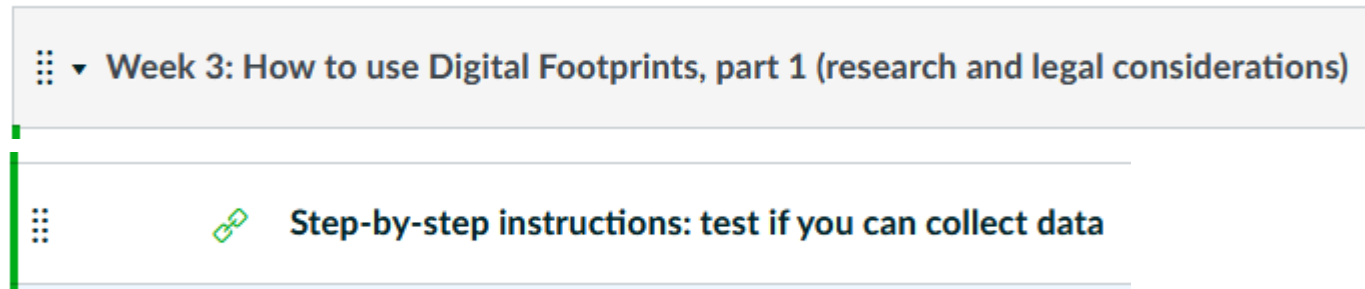 Week 3: How to use Digital Footprints, part 1 (research and legal considerations)
Step-by-step instructions: test if you can collect data